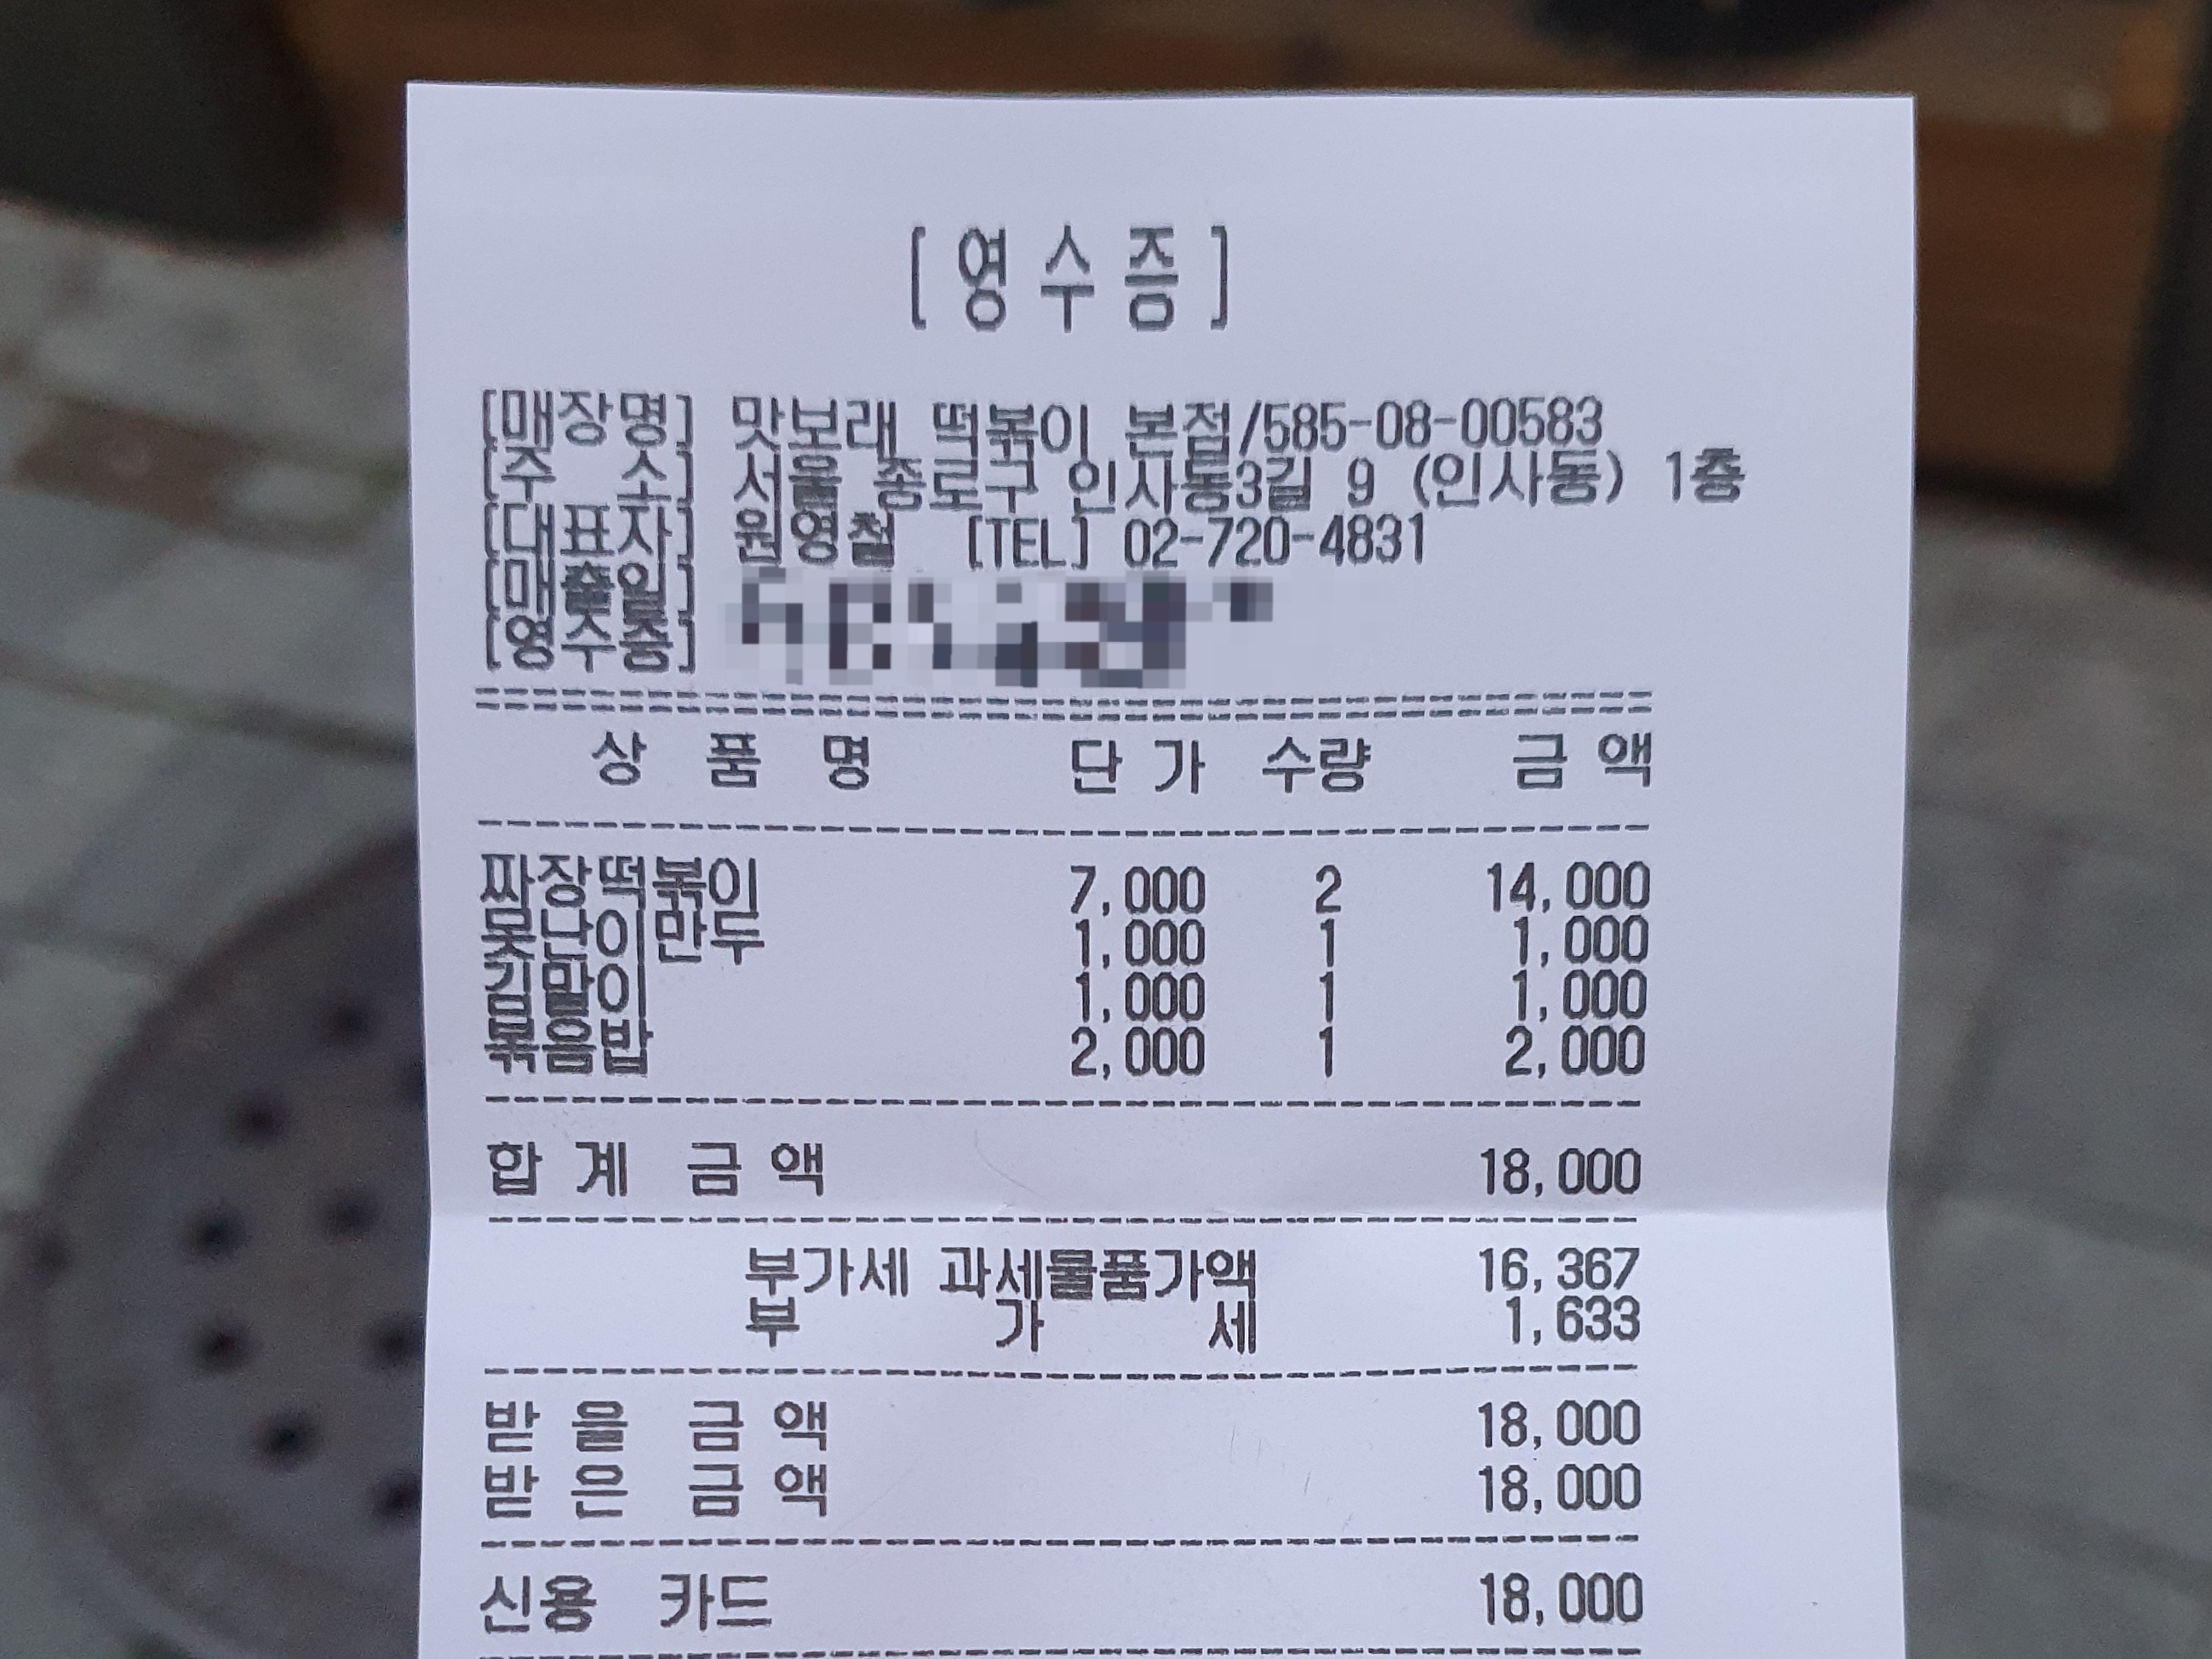 [영수증]
[매장명] 맛보래 떡볶이 본점/585-08-00583
[주 소] 서울 종로구 인사동3길 9 (인사동) 1층
[대표자] 원영철 [TEL] 02-720-4831
[매출일]
[영수증]
상 품 명 단 가 수량 금 액
짜장떡볶이 7,000 2 14,000
못난이만두 1,000 1 1,000
김말이 1,000 1 1,000
볶음밥 2,000 1 2,000
합 계 금 액 18,000
부가세 과세물품가액 16,367
부 가 세 1,633
받 을 금 액 18,000
받 은 금 액 18,000
신용 카드 18,000